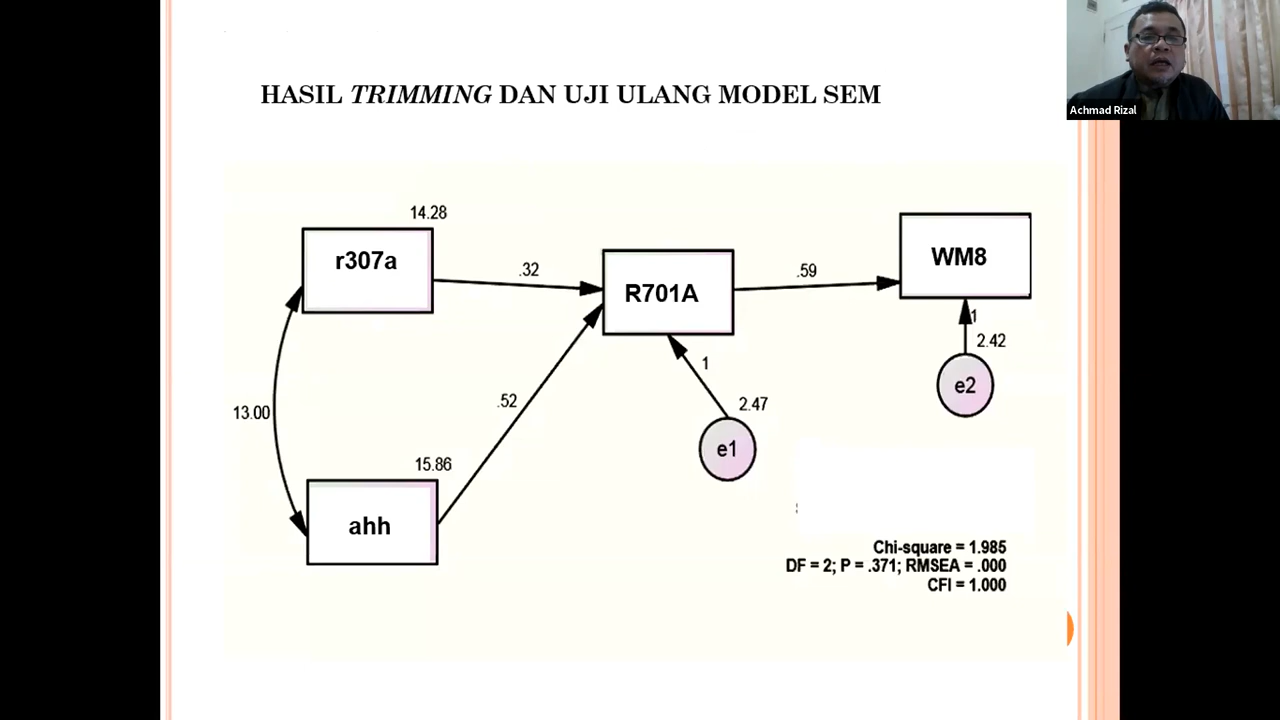 Achmad Rizal
HASIL TRIMMING DAN UJI ULANG MODEL SEM
14.28
r307a
.32
R701A
.59
WM8
1
2.42
e2
13.00
.52
1
2.47
e1
15.86
ahh
Chi-square = 1.985
DF = 2; P = .371; RMSEA = .000
CFI = 1.000